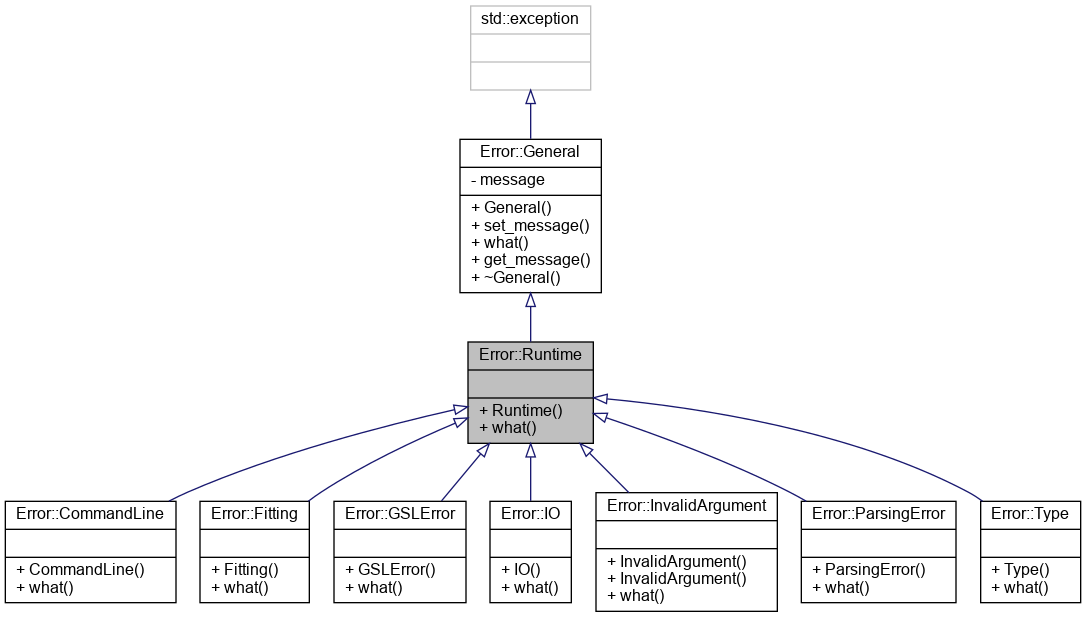 std::exception
Error::General
- message
+ General()
+ set_message()
+ what()
+ get_message()
+ ~General()
Error::Runtime
+ Runtime()
+ what()
Error::CommandLine
+ CommandLine()
+ what()
Error::Fitting
+ Fitting()
+ what()
Error::GSLError
+ GSLError()
+ what()
Error::IO
+ IO()
+ what()
Error::InvalidArgument
+ InvalidArgument()
+ InvalidArgument()
+ what()
Error::ParsingError
+ ParsingError()
+ what()
Error::Type
+ Type()
+ what()